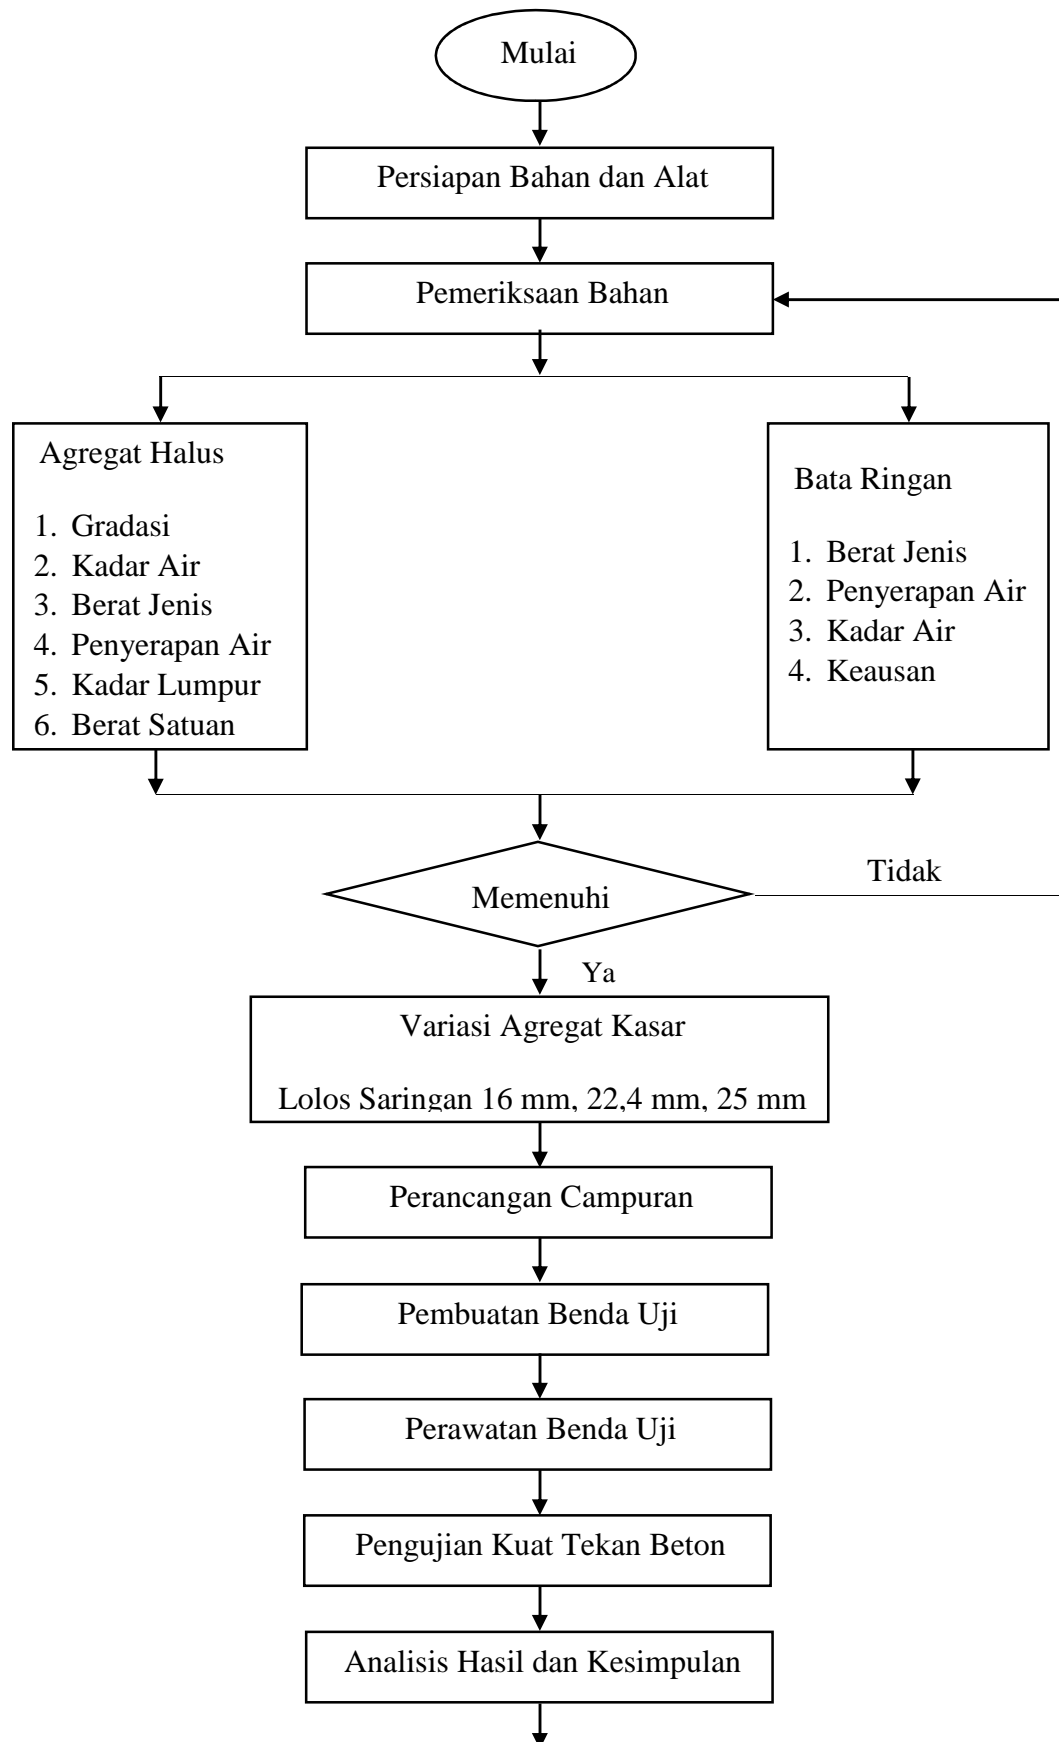 Mulai
Persiapan Bahan dan Alat
Pemeriksaan Bahan
Agregat Halus
1. Gradasi
2. Kadar Air
3. Berat Jenis
4. Penyerapan Air
5. Kadar Lumpur
6. Berat Satuan
Bata Ringan
1. Berat Jenis
2. Penyerapan Air
3. Kadar Air
4. Keausan
Memenuhi
Tidak
Ya
Variasi Agregat Kasar
Lolos Saringan 16 mm, 22,4 mm, 25 mm
Perancangan Campuran
Pembuatan Benda Uji
Perawatan Benda Uji
Pengujian Kuat Tekan Beton
Analisis Hasil dan Kesimpulan